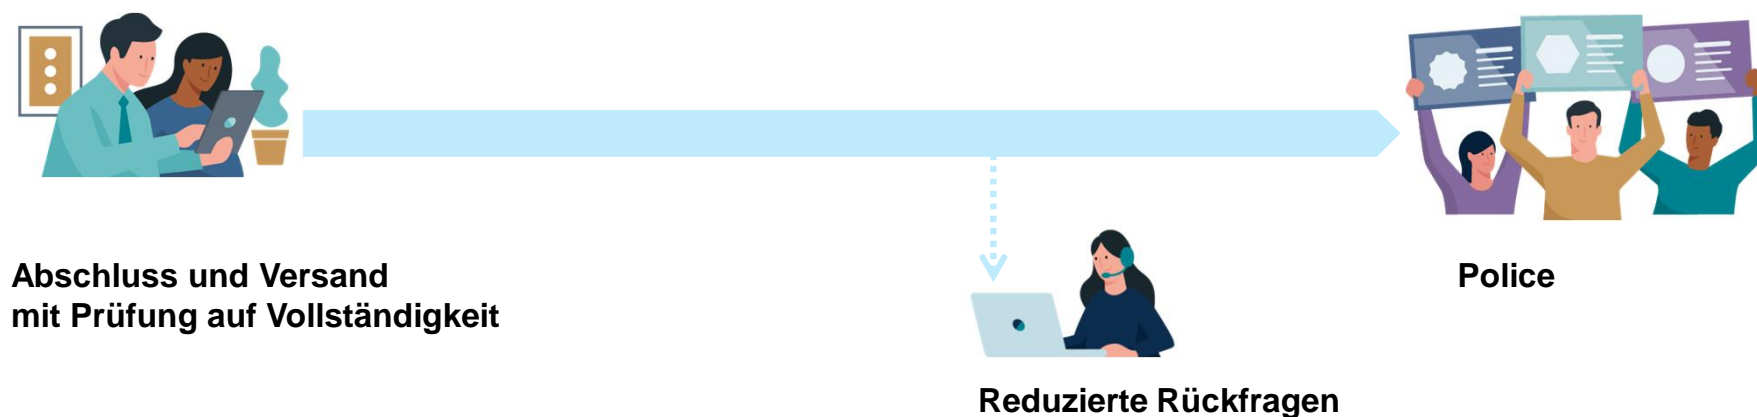 Abschluss und Versand
mit Prüfung auf Vollständigkeit
Police
Reduzierte Rückfragen